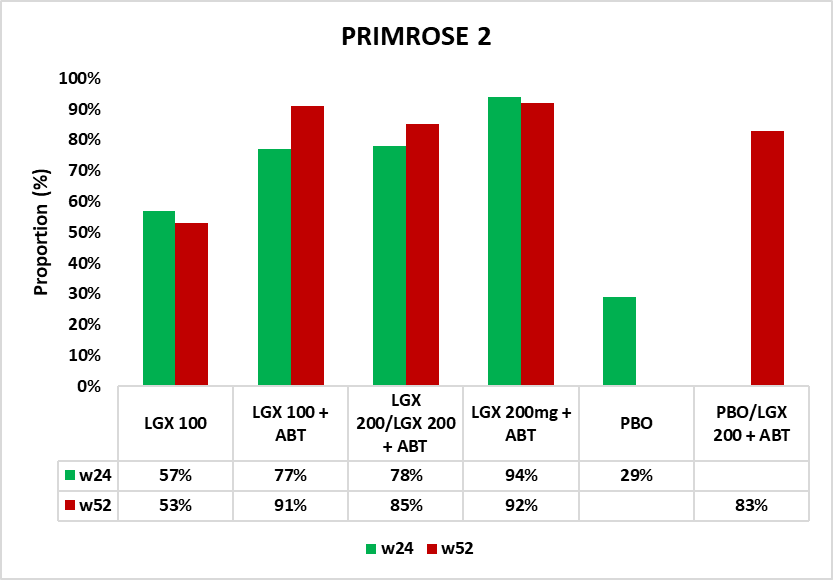 PRIMROSE 2
Proportion (%)
100%
90%
80%
70%
60%
50%
40%
30%
20%
10%
0%
LGX 100
LGX 100 +
ABT
LGX
200/LGX 200
+ ABT
LGX 200mg +
ABT
PBO
PBO/LGX
200 + ABT
w24 57% 77% 78% 94% 29%
w52 53% 91% 85% 92% 83%
w24 w52